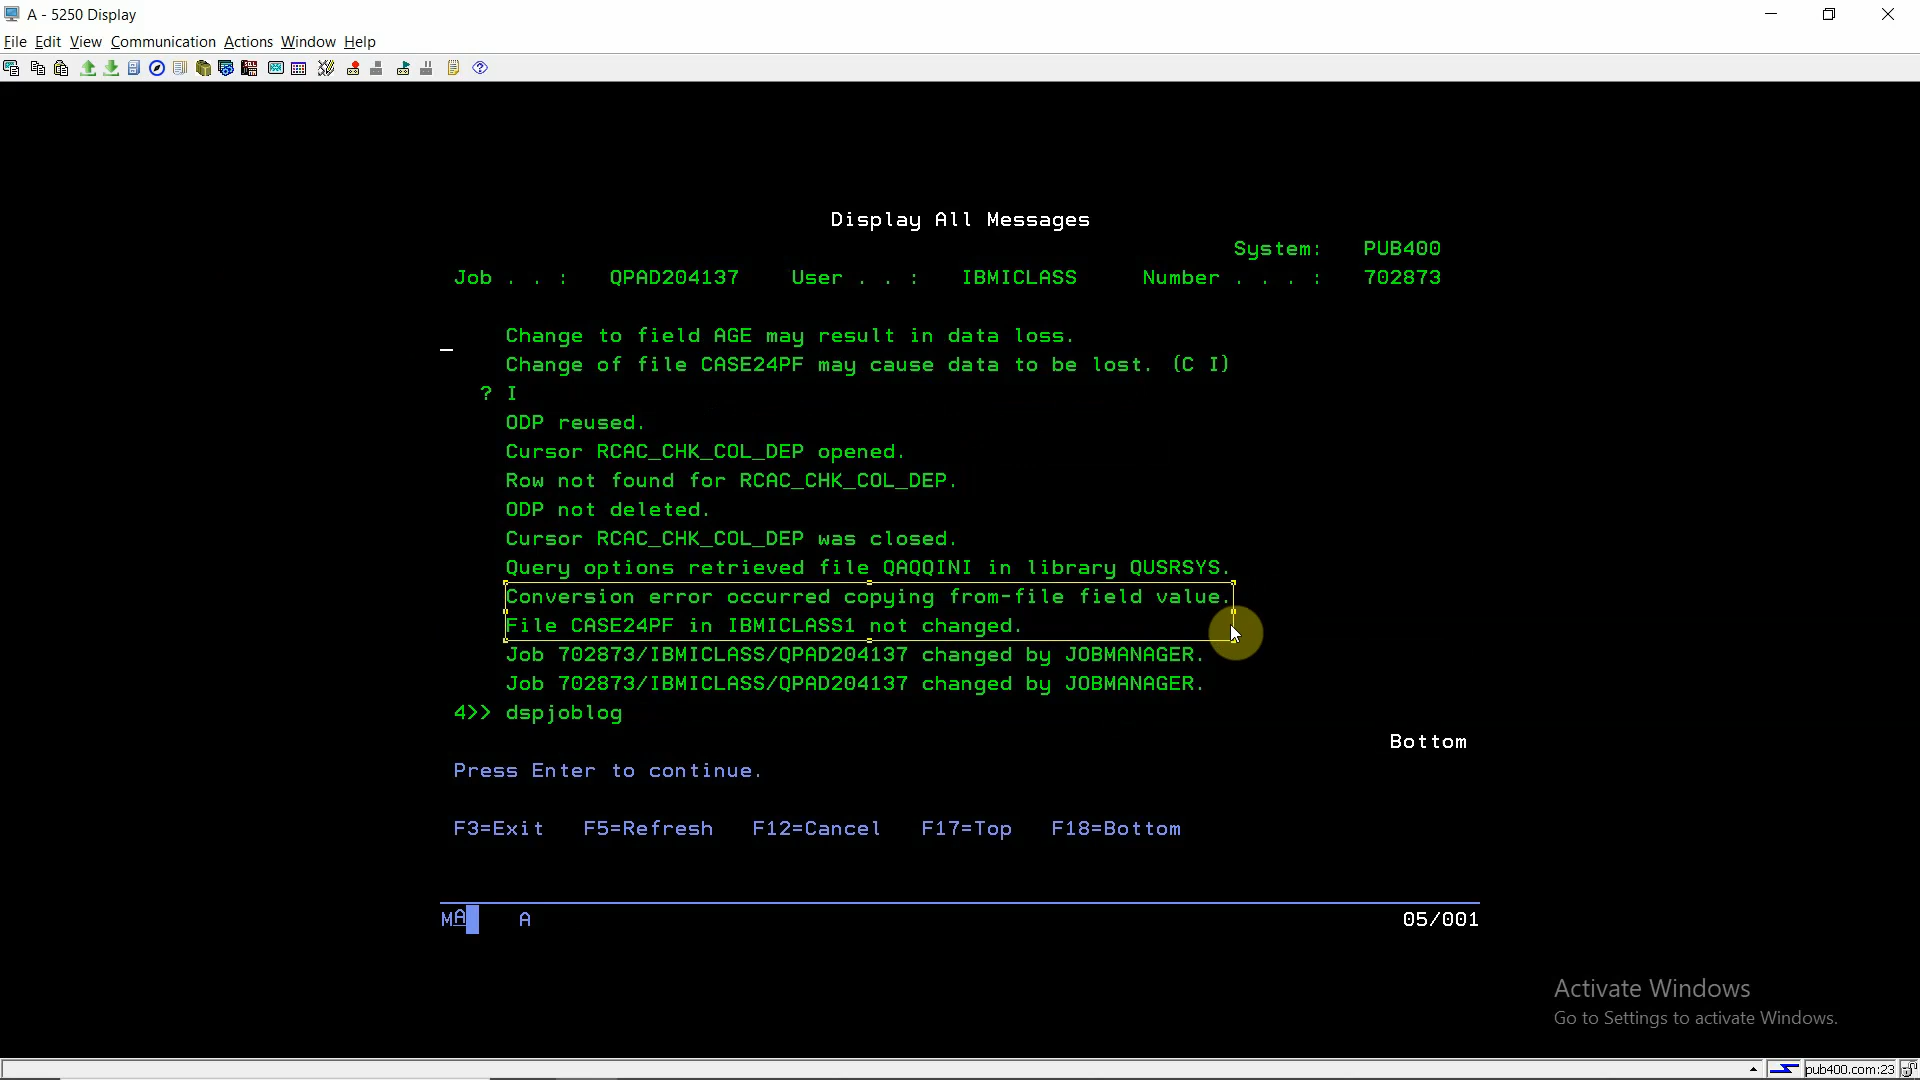 A - 5250 Display
File Edit View Communication Actions Window Help
Display All Messages
System: PUB400
Job . . : QPAD204137 User . . : IBMICLASS Number . . . : 702873
Change to field AGE may result in data loss.
Change of file CASE24PF may cause data to be lost. (C I)
? I
ODP reused.
Cursor RCAC_CHK_COL_DEP opened.
Row not found for RCAC_CHK_COL_DEP.
ODP not deleted.
Cursor RCAC_CHK_COL_DEP was closed.
Query options retrieved file QAQQINI in library QUSRSYS.
Conversion error occurred copying from-file field value.
File CASE24PF in IBMICLASS1 not changed.
Job 702873/IBMICLASS/QPAD204137 changed by JOBMANAGER.
Job 702873/IBMICLASS/QPAD204137 changed by JOBMANAGER.
4>> dspjoblog
Bottom
Press Enter to continue.
F3=Exit F5=Refresh F12=Cancel F17=Top F18=Bottom
MA A 05/001
Activate Windows
Go to Settings to activate Windows.
pub400.com:23